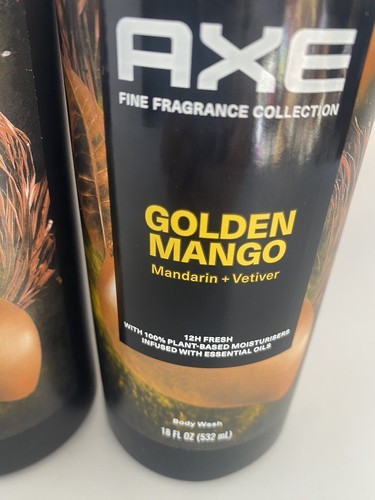 AXE
FINE FRAGRANCE COLLECTION
GOLDEN
MANGO
Mandarin + Vetiver
12H FRESH
WITH 100% PLANT-BASED MOISTURISERS
INFUSED WITH ESSENTIAL OILS
Body Wash
18 FL OZ (532 mL)